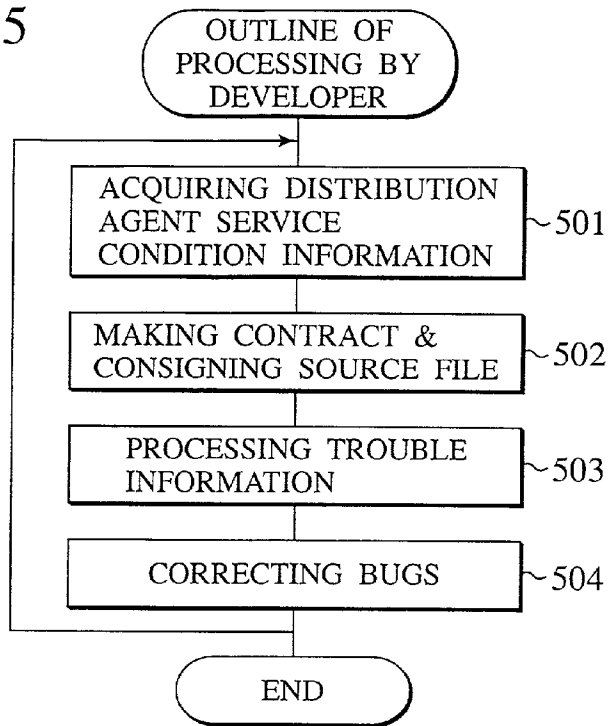 5
OUTLINE OF
PROCESSING BY
DEVELOPER
ACQUIRING DISTRIBUTION
AGENT SERVICE
CONDITION INFORMATION
501
MAKING CONTRACT &
CONSIGNING SOURCE FILE
502
PROCESSING TROUBLE
INFORMATION
503
CORRECTING BUGS
504
END